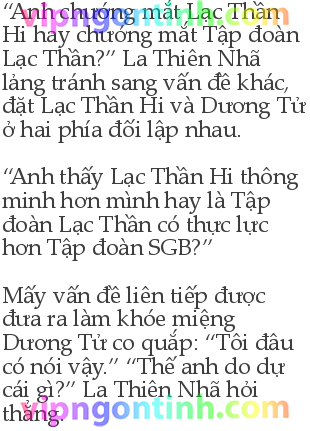 “Anh chướng mắt Lạc Thần
Hi hay chướng mắt Tập đoàn
Lạc Thần?” La Thiên Nhã
lảng tránh sang vấn đề khác,
đặt Lạc Thần Hi và Dương Tử
ở hai phía đối lập nhau.
“Anh thấy Lạc Thần Hi thông
minh hơn mình hay là Tập
đoàn Lạc Thần có thực lực
hơn Tập đoàn SGB?”
Mấy vấn đề liên tiếp được
đưa ra làm khóe miệng
Dương Tử co quắp: “Tôi đâu
có nói vậy.” “Thế anh do dự
cái gì?” La Thiên Nhã hỏi
thẳng.
vipngontinh.com
vipngontinh.com